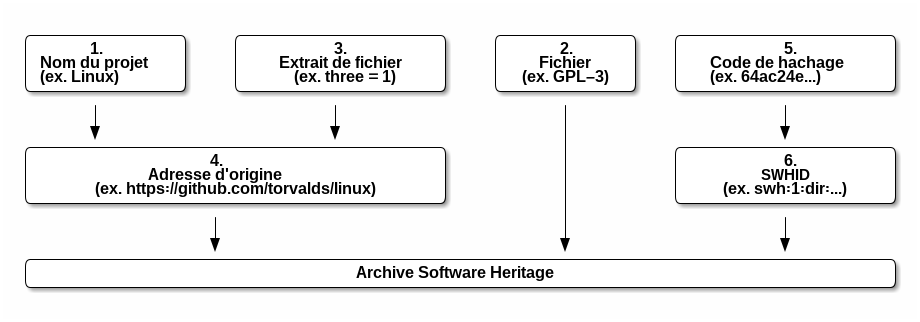 1.
Nom du projet
(ex. Linux)
3.
Extrait de fichier
(ex. three = 1)
2.
Fichier
(ex. GPL–3)
5.
Code de hachage
(ex. 64ac24e...)
4.
Adresse d'origine
(ex. https://github.com/torvalds/linux)
6.
SWHID
(ex. swh:1:dir:...)
Archive Software Heritage